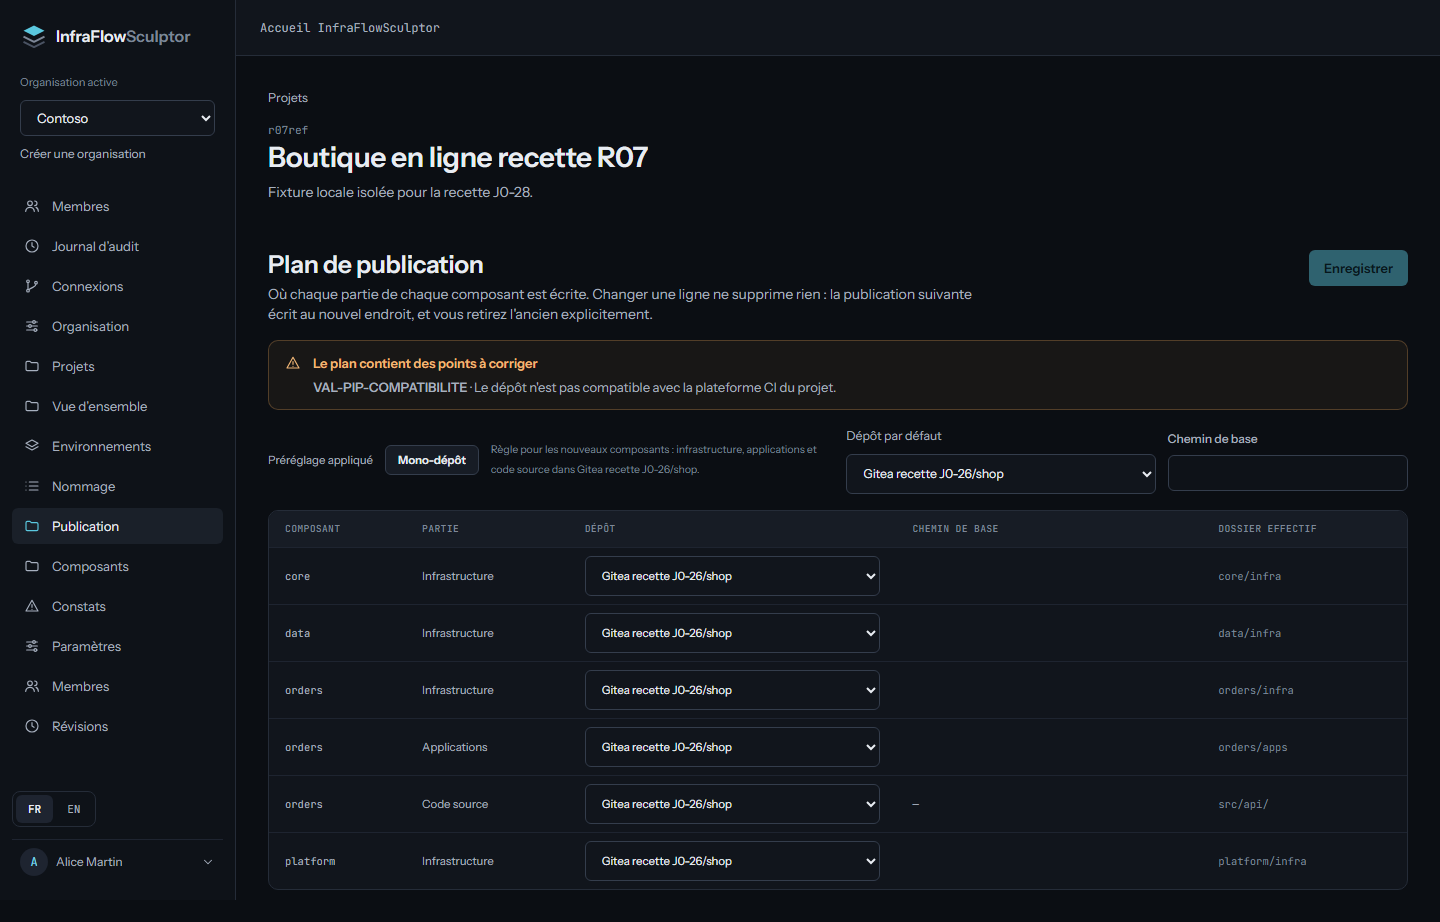 InfraFlowSculptor
Organisation active
Contoso
Créer une organisation
Membres
Journal d'audit
Connexions
Organisation
Projets
Vue d'ensemble
Environnements
Nommage
Publication
Composants
Constats
Paramètres
Membres
Révisions
FR EN
A Alice Martin
Accueil InfraFlowSculptor
Projets
r07ref
Boutique en ligne recette R07
Fixture locale isolée pour la recette J0-28.
Plan de publication
Enregistrer
Où chaque partie de chaque composant est écrite. Changer une ligne ne supprime rien : la publication suivante
écrit au nouvel endroit, et vous retirez l'ancien explicitement.
Le plan contient des points à corriger
VAL-PIP-COMPATIBILITE · Le dépôt n'est pas compatible avec la plateforme CI du projet.
Préréglage appliqué
Mono-dépôt
Règle pour les nouveaux composants : infrastructure, applications et
code source dans Gitea recette J0-26/shop.
Dépôt par défaut
Gitea recette J0-26/shop
Chemin de base
COMPOSANT PARTIE DÉPÔT CHEMIN DE BASE DOSSIER EFFECTIF
core Infrastructure Gitea recette J0-26/shop core/infra
data Infrastructure Gitea recette J0-26/shop data/infra
orders Infrastructure Gitea recette J0-26/shop orders/infra
orders Applications Gitea recette J0-26/shop orders/apps
orders Code source Gitea recette J0-26/shop — src/api/
platform Infrastructure Gitea recette J0-26/shop platform/infra